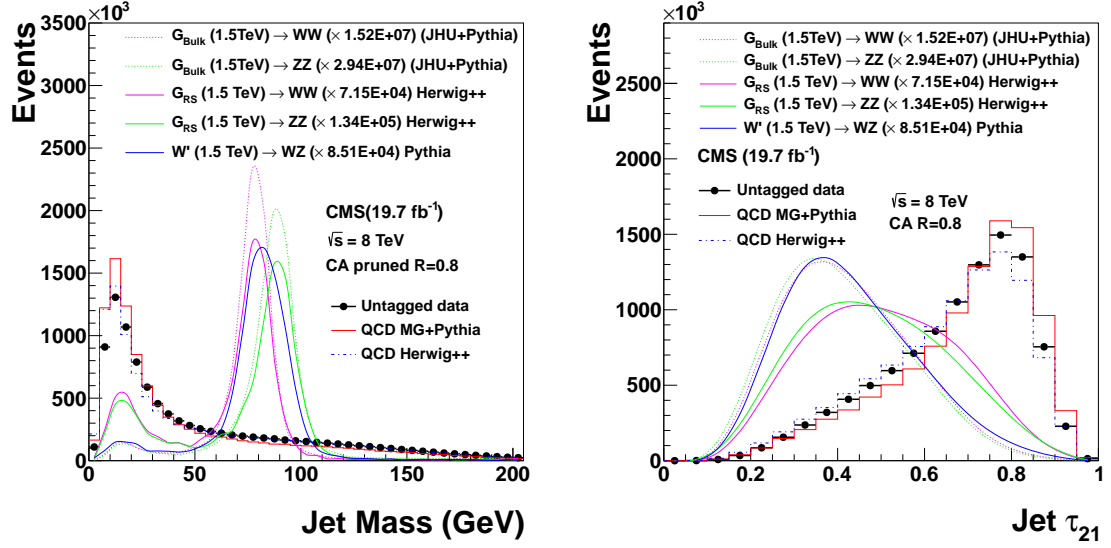 ×10³
Events
3500
3000
2500
2000
1500
1000
500
0
G_Bulk (1.5TeV) → WW (× 1.52E+07) (JHU+Pythia)
G_Bulk (1.5TeV) → ZZ (× 2.94E+07) (JHU+Pythia)
G_RS (1.5 TeV) → WW (× 7.15E+04) Herwig++
G_RS (1.5 TeV) → ZZ (× 1.34E+05) Herwig++
W' (1.5 TeV) → WZ (× 8.51E+04) Pythia
CMS(19.7 fb⁻¹)
√s = 8 TeV
CA pruned R=0.8
Untagged data
QCD MG+Pythia
QCD Herwig++
0 50 100 150 200
Jet Mass (GeV)
×10³
Events
2500
2000
1500
1000
500
0
G_Bulk (1.5TeV) → WW (× 1.52E+07) (JHU+Pythia)
G_Bulk (1.5TeV) → ZZ (× 2.94E+07) (JHU+Pythia)
G_RS (1.5 TeV) → WW (× 7.15E+04) Herwig++
G_RS (1.5 TeV) → ZZ (× 1.34E+05) Herwig++
W' (1.5 TeV) → WZ (× 8.51E+04) Pythia
CMS (19.7 fb⁻¹)
Untagged data
QCD MG+Pythia
QCD Herwig++
√s = 8 TeV
CA R=0.8
0 0.2 0.4 0.6 0.8 1
Jet τ₂₁